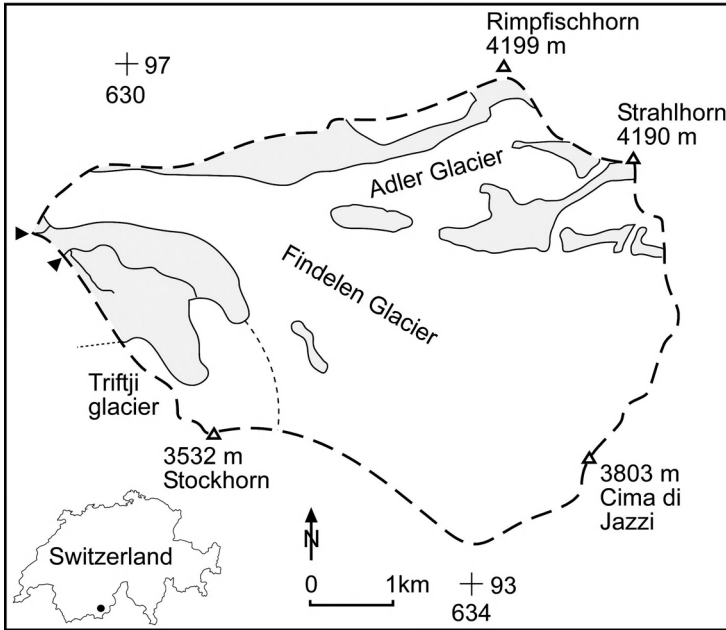 Rimpfischhorn
4199 m
97
630
Strahlhorn
4190 m
Adler Glacier
Findelen Glacier
Triftji
glacier
3532 m
Stockhorn
3803 m
Cima di
Jazzi
Switzerland
N
0 1km
93
634